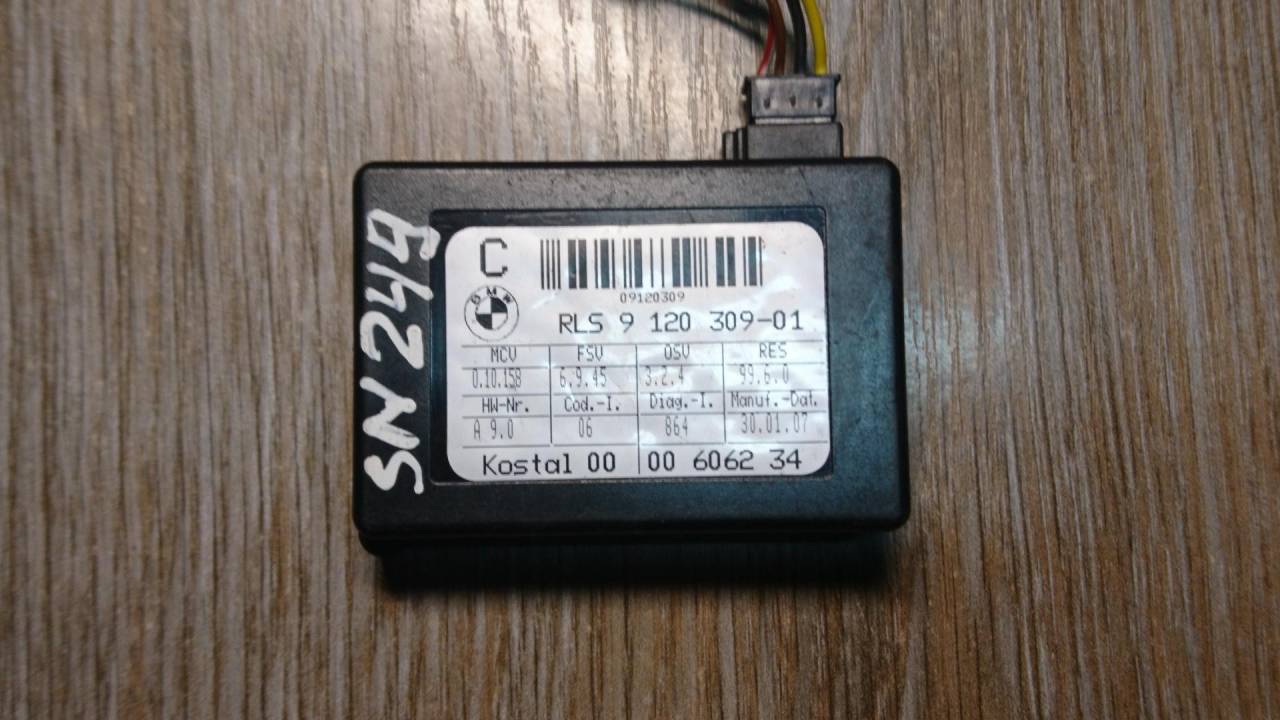 SN 249
C
09120309
BMW
RLS 9 120 309-01
MCV FSV OSV RES
0.10.158 6.9.45 3.2.4 99.6.0
HW-Nr. Cod.-I. Diag.-I. Manuf.-Dat.
A 9.0 06 864 30.01.07
Kostal 00 00 6062 34